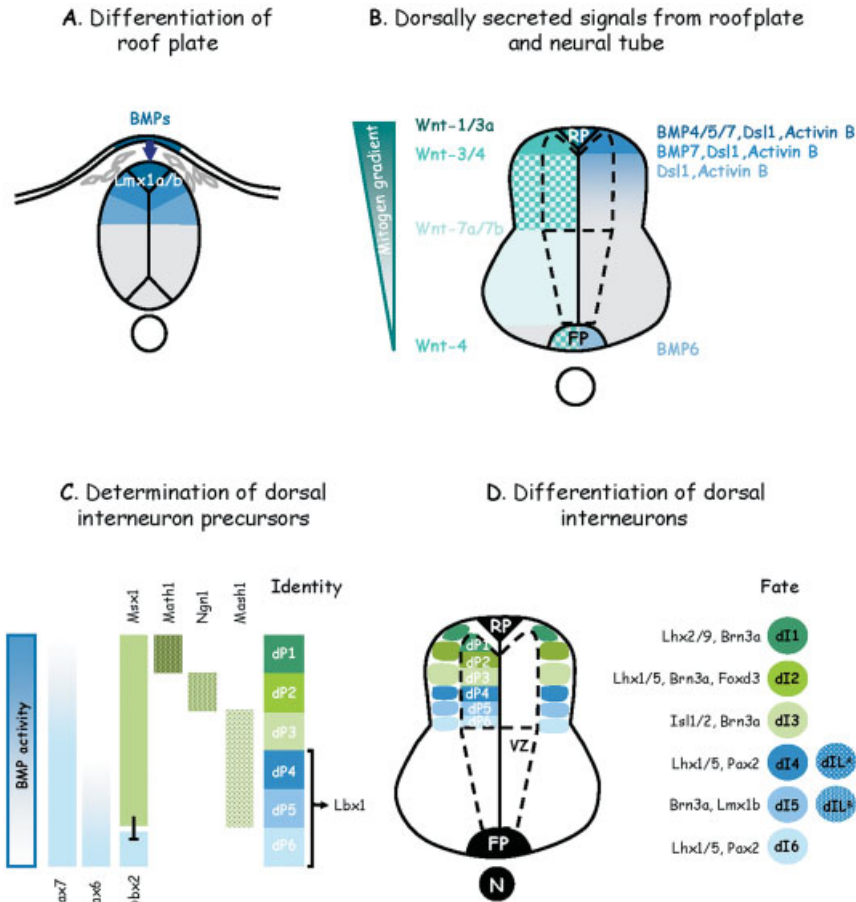 A. Differentiation of
roof plate
BMPs
Lmx1a/b
B. Dorsally secreted signals from roofplate
and neural tube
Mitogen gradient
Wnt-1/3a
Wnt-3/4
Wnt-7a/7b
Wnt-4
RP
FP
BMP4/5/7,Dsl1,Activin B
BMP7,Dsl1,Activin B
Dsl1,Activin B
BMP6
C. Determination of dorsal
interneuron precursors
Msx1
Math1
Ngn1
Mash1
Identity
BMP activity
dP1
dP2
dP3
dP4
dP5
dP6
Lbx1
ax7
ax6
bx2
D. Differentiation of dorsal
interneurons
RP
dP1
dP2
dP3
dP4
dP5
dP6
VZ
FP
N
Fate
Lhx2/9, Brn3a dI1
Lhx1/5, Brn3a, Foxd3 dI2
Isl1/2, Brn3a dI3
Lhx1/5, Pax2 dI4 dILA
Brn3a, Lmx1b dI5 dILB
Lhx1/5, Pax2 dI6